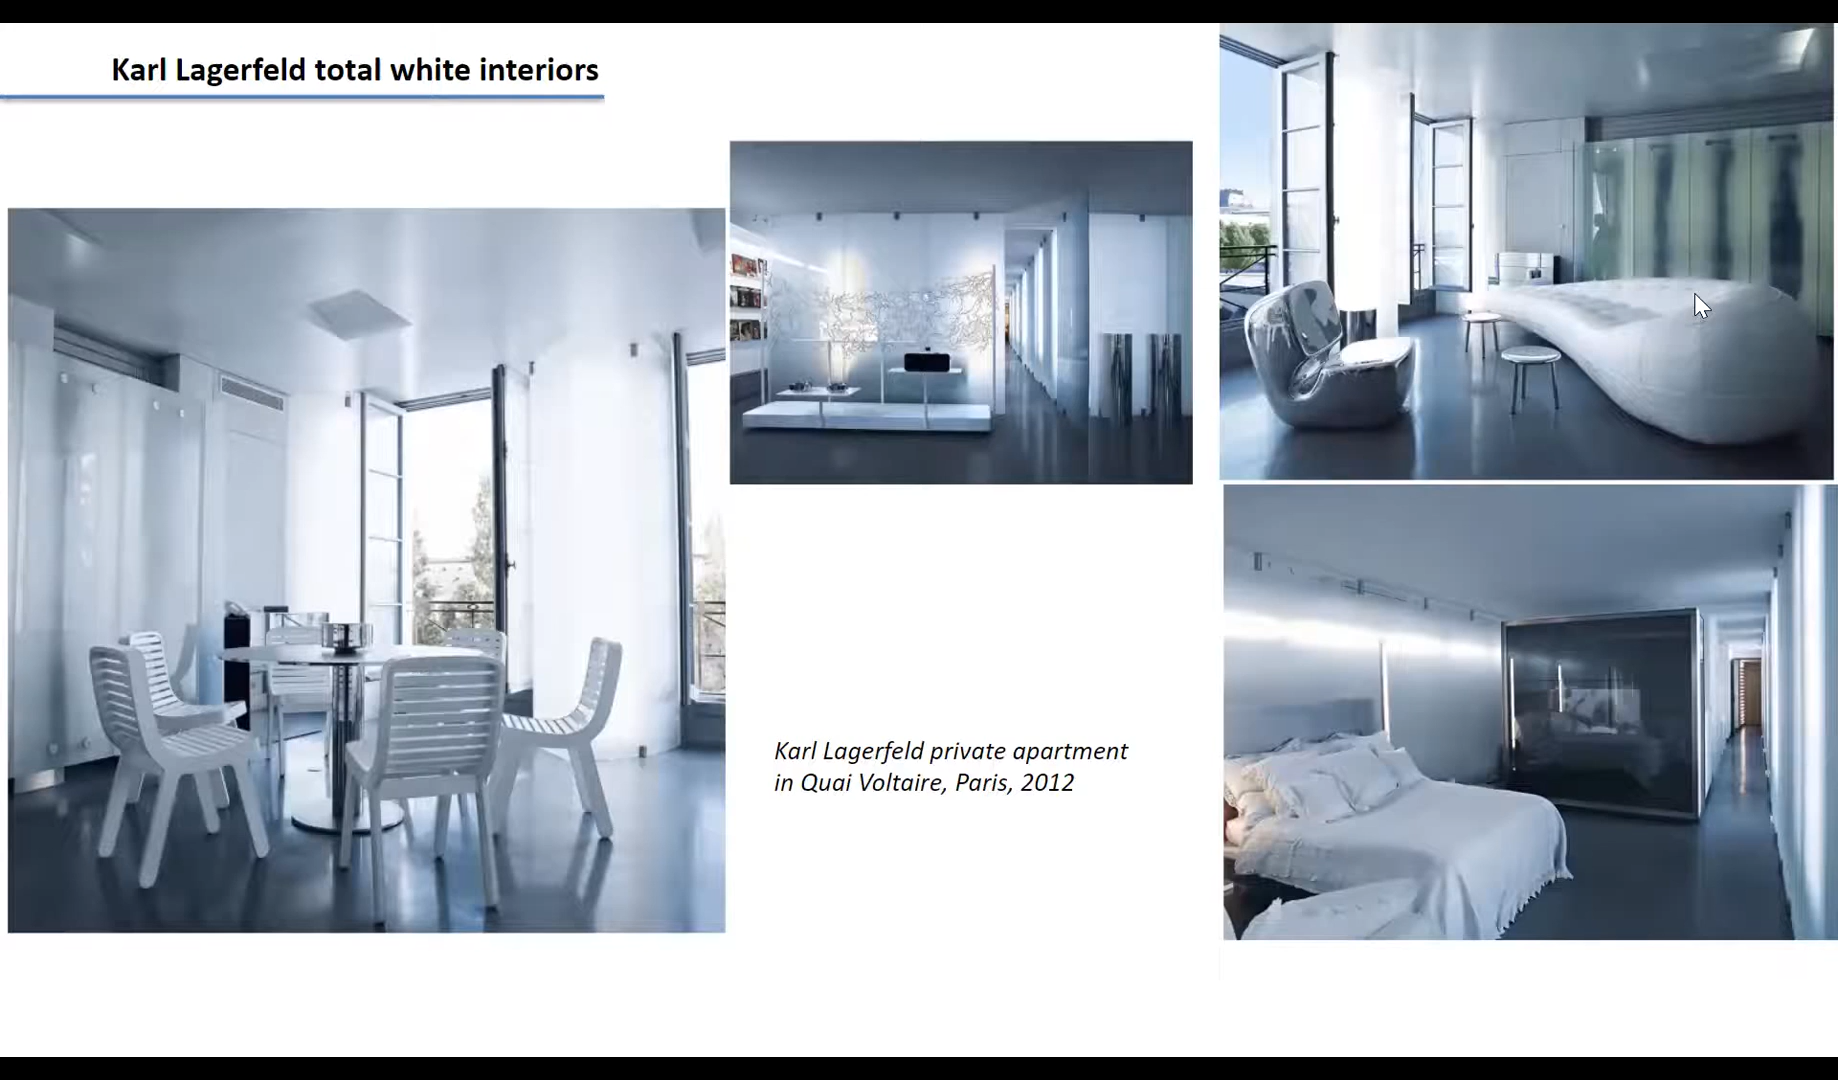 Karl Lagerfeld total white interiors
Karl Lagerfeld private apartment
in Quai Voltaire, Paris, 2012